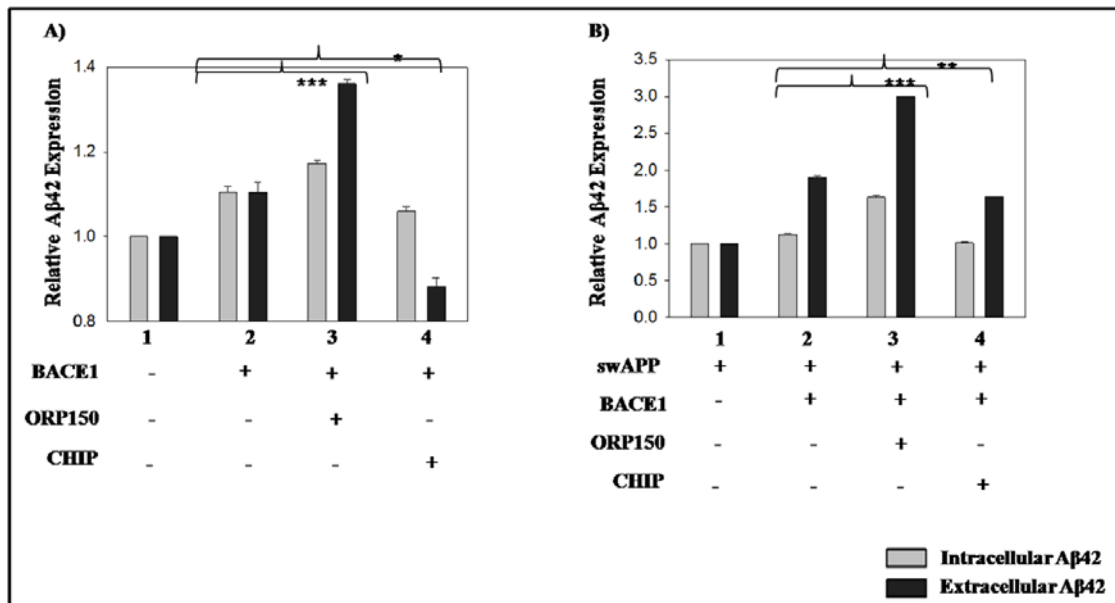 A)
* 
***
Relative Aβ42 Expression
1.4
1.2
1.0
0.8
1 2 3 4
BACE1 - + + +
ORP150 - - + -
CHIP - - - +
B)
**
***
Relative Aβ42 Expression
3.5
3.0
2.5
2.0
1.5
1.0
0.5
0.0
1 2 3 4
swAPP + + + +
BACE1 - + + +
ORP150 - - + -
CHIP - - - +
Intracellular Aβ42
Extracellular Aβ42